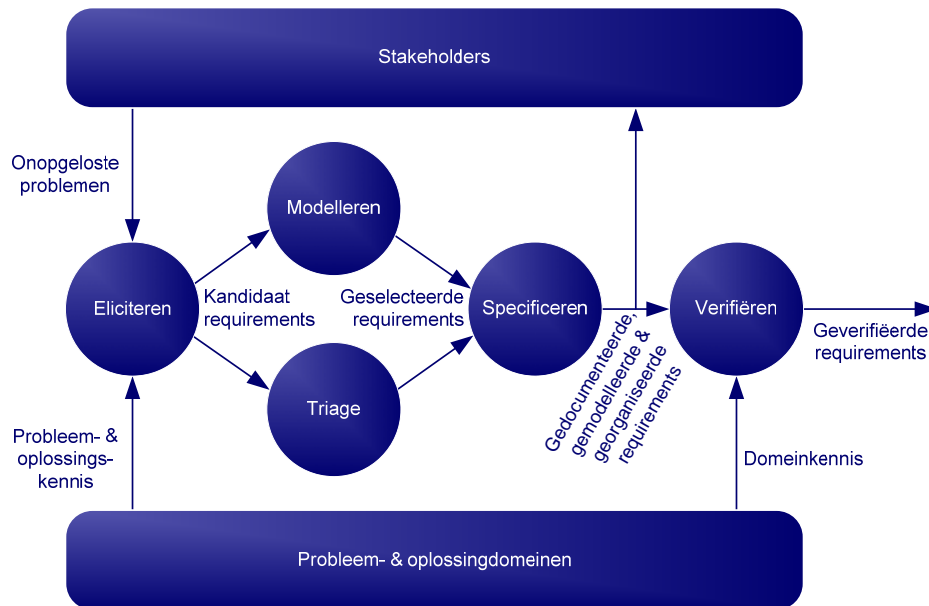 Stakeholders
Onopgeloste
problemen
Modelleren
Eliciteren
Kandidaat
requirements
Geselecteerde
requirements
Specificeren
Verifiëren
Geverifiëerde
requirements
Triage
Gedocumenteerde,
gemodelleerde &
georganiseerde
requirements
Probleem- &
oplossings-
kennis
Domeinkennis
Probleem- & oplossingdomeinen